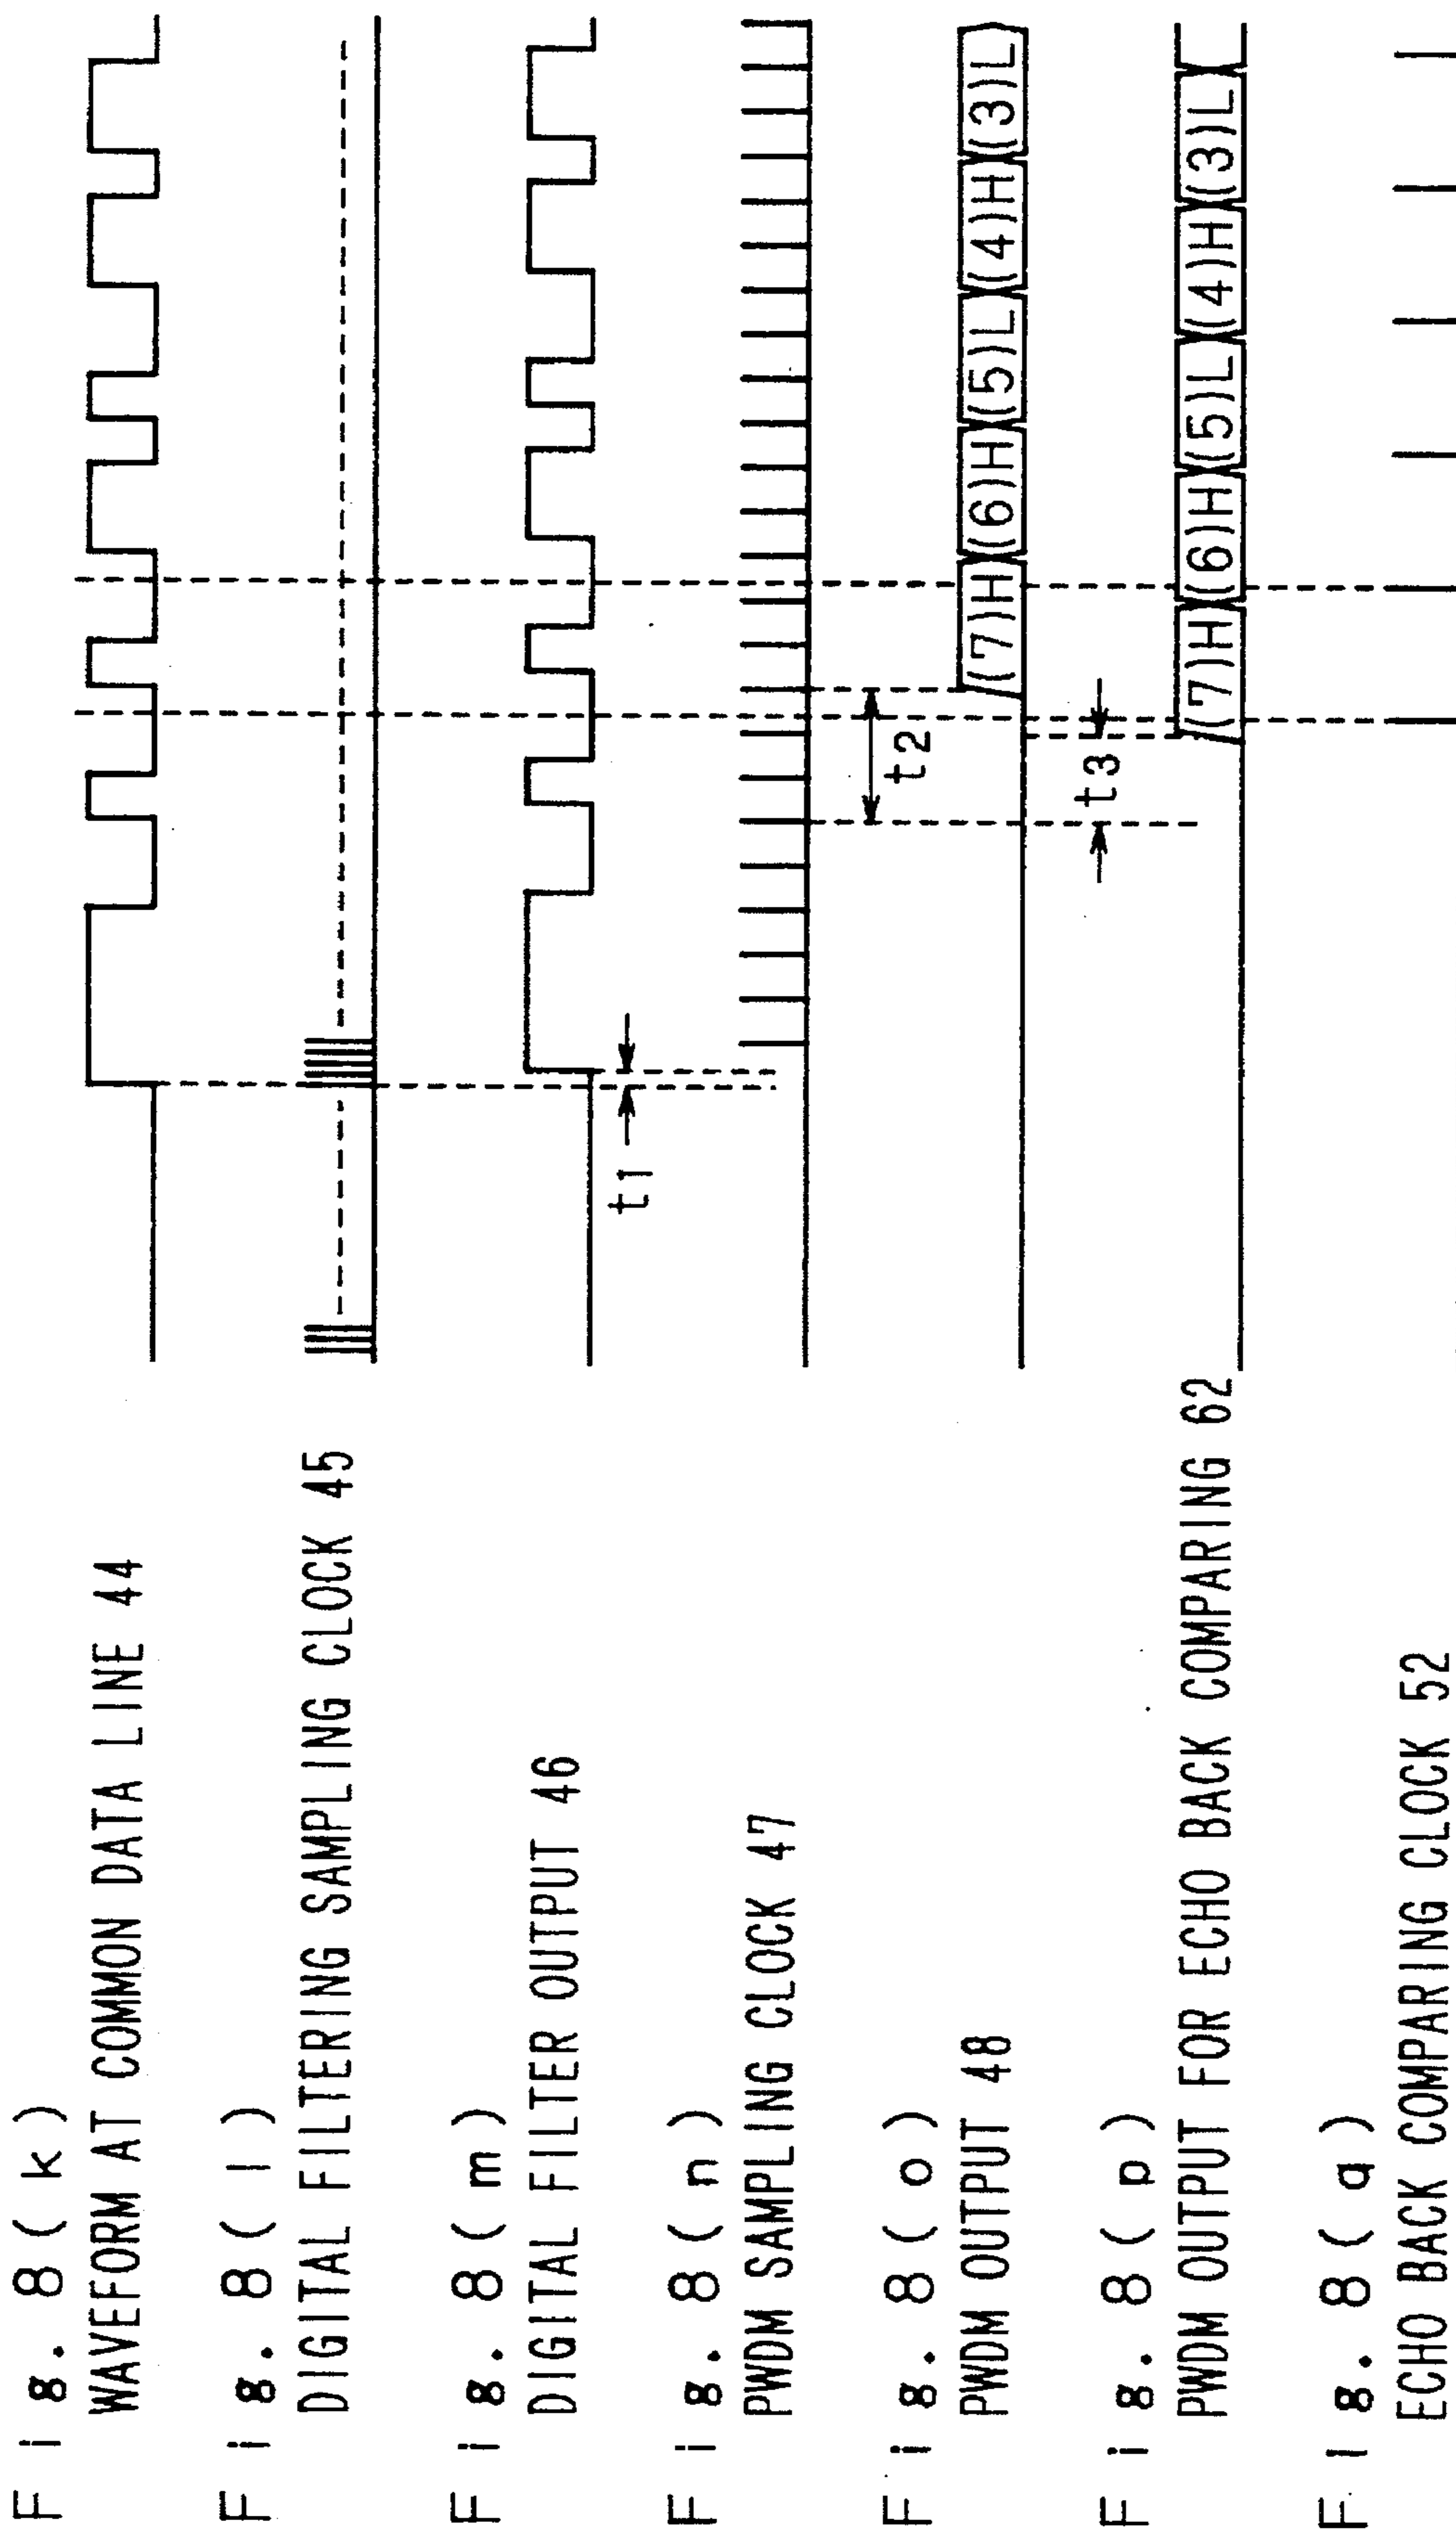 Fig. 8(k)
WAVEFORM AT COMMON DATA LINE 44
Fig. 8(l)
DIGITAL FILTERING SAMPLING CLOCK 45
Fig. 8(m)
DIGITAL FILTER OUTPUT 46
t1
Fig. 8(n)
PWDM SAMPLING CLOCK 47
t2
Fig. 8(o)
PWDM OUTPUT 48
(7)H (6)H (5)L (4)H (3)L
t3
Fig. 8(p)
PWDM OUTPUT FOR ECHO BACK COMPARING 62
(7)H (6)H (5)L (4)H (3)L
Fig. 8(q)
ECHO BACK COMPARING CLOCK 52